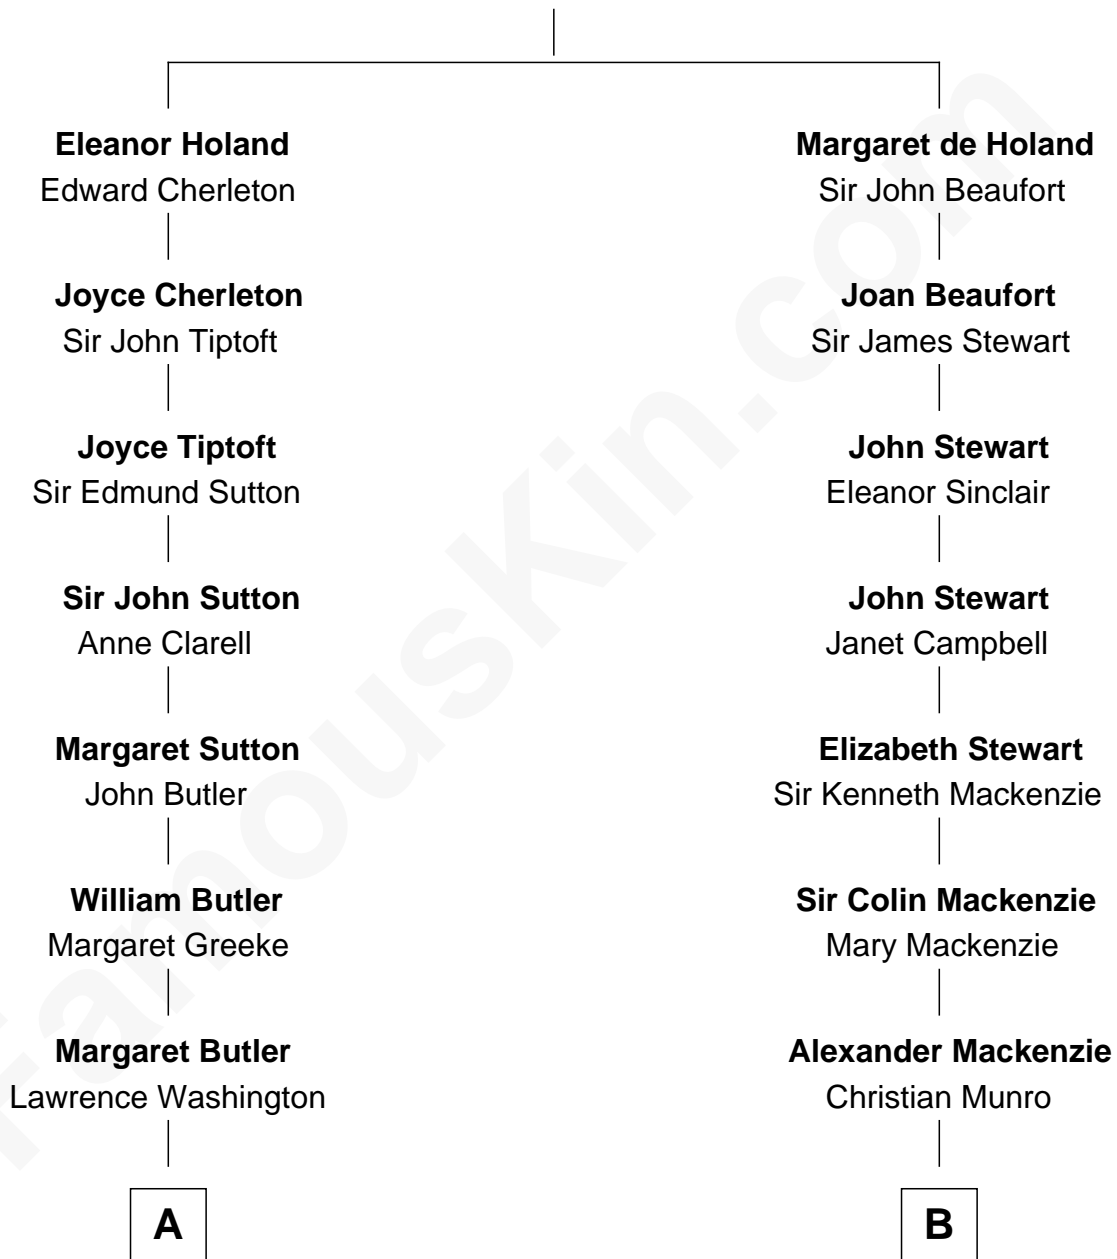 Eleanor Holand
Edward Cherleton
Joyce Cherleton
Sir John Tiptoft
Joyce Tiptoft
Sir Edmund Sutton
Sir John Sutton
Anne Clarell
Margaret Sutton
John Butler
William Butler
Margaret Greeke
Margaret Butler
Lawrence Washington
A
Margaret de Holand
Sir John Beaufort
Joan Beaufort
Sir James Stewart
John Stewart
Eleanor Sinclair
John Stewart
Janet Campbell
Elizabeth Stewart
Sir Kenneth Mackenzie
Sir Colin Mackenzie
Mary Mackenzie
Alexander Mackenzie
Christian Munro
B
FamousKin.com